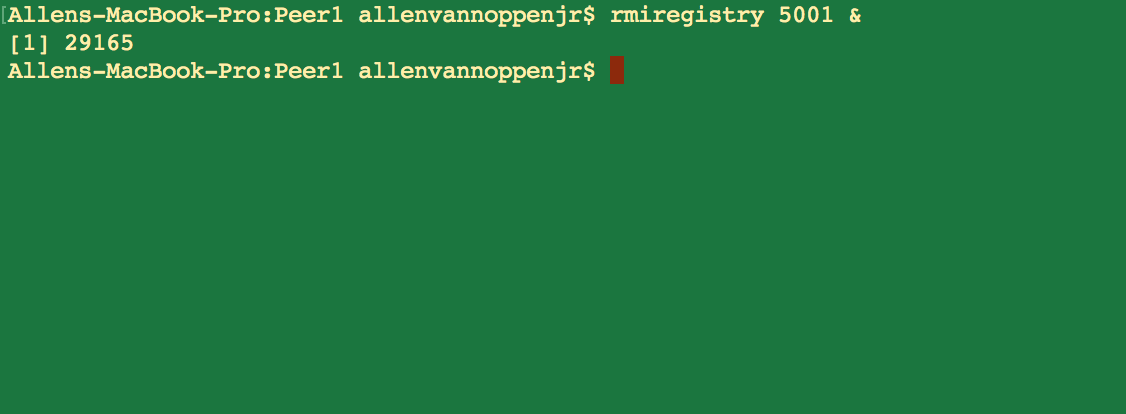 [Allens-MacBook-Pro:Peer1 allenvannoppenjr$ rmiregistry 5001 &
[1] 29165
Allens-MacBook-Pro:Peer1 allenvannoppenjr$